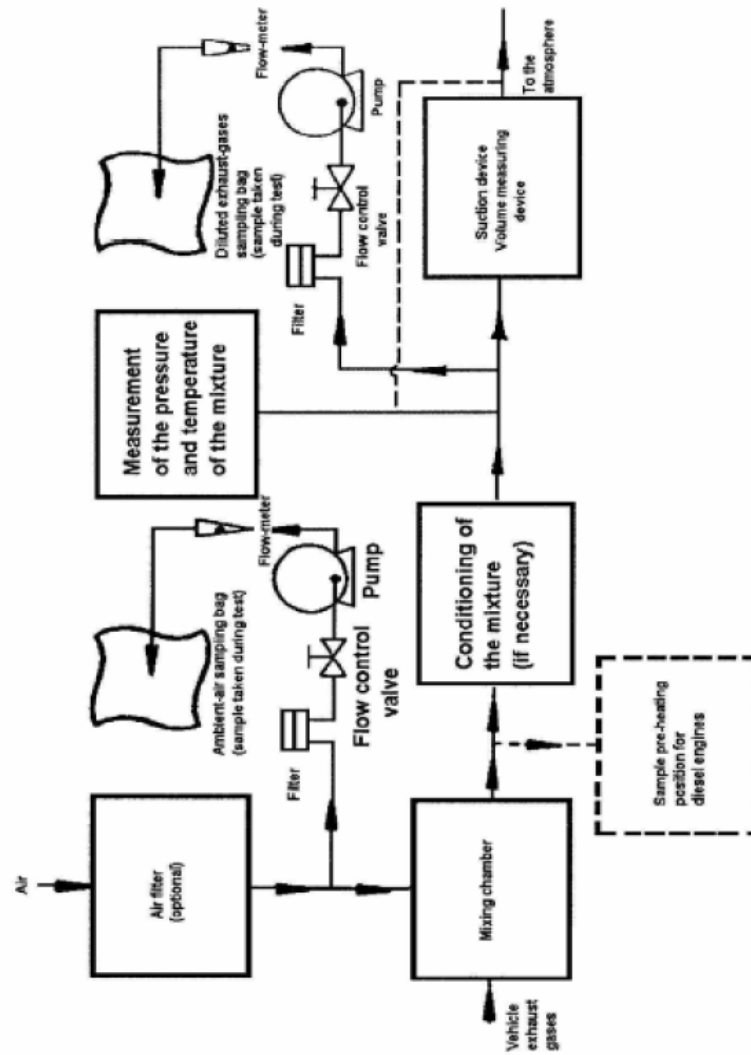 Air
Air filter
(optional)
Ambient-air sampling bag
(sample taken during test)
Flow-meter
Filter
Flow control
valve
Pump
Measurement
of the pressure
and temperature
of the mixture
Diluted exhaust-gases
sampling bag
(sample taken
during test)
Flow-meter
Filter
Flow control
valve
Pump
Vehicle
exhaust
gases
Mixing chamber
Conditioning of
the mixture
(if necessary)
Suction device
Volume measuring
device
To the
atmosphere
Sample pre-heating
position for
diesel engines